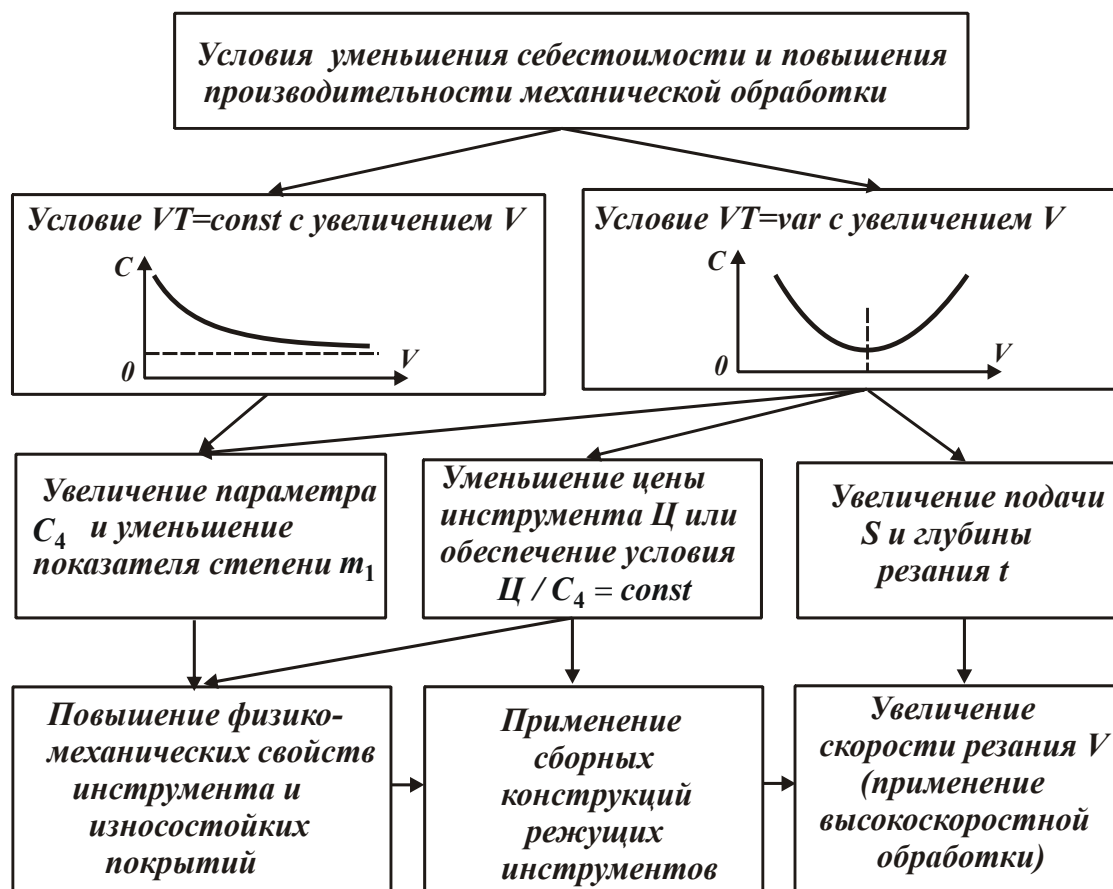 Условия уменьшения себестоимости и повышения
производительности механической обработки
Условие VT=const с увеличением V
C
0
V
Условие VT=var с увеличением V
C
0
V
Увеличение параметра
C₄ и уменьшение
показателя степени m₁
Уменьшение цены
инструмента Ц или
обеспечение условия
Ц / C₄ = const
Увеличение подачи
S и глубины
резания t
Повышение физико-
механических свойств
инструмента и
износостойких
покрытий
Применение
сборных
конструкций
режущих
инструментов
Увеличение
скорости резания V
(применение
высокоскоростной
обработки)